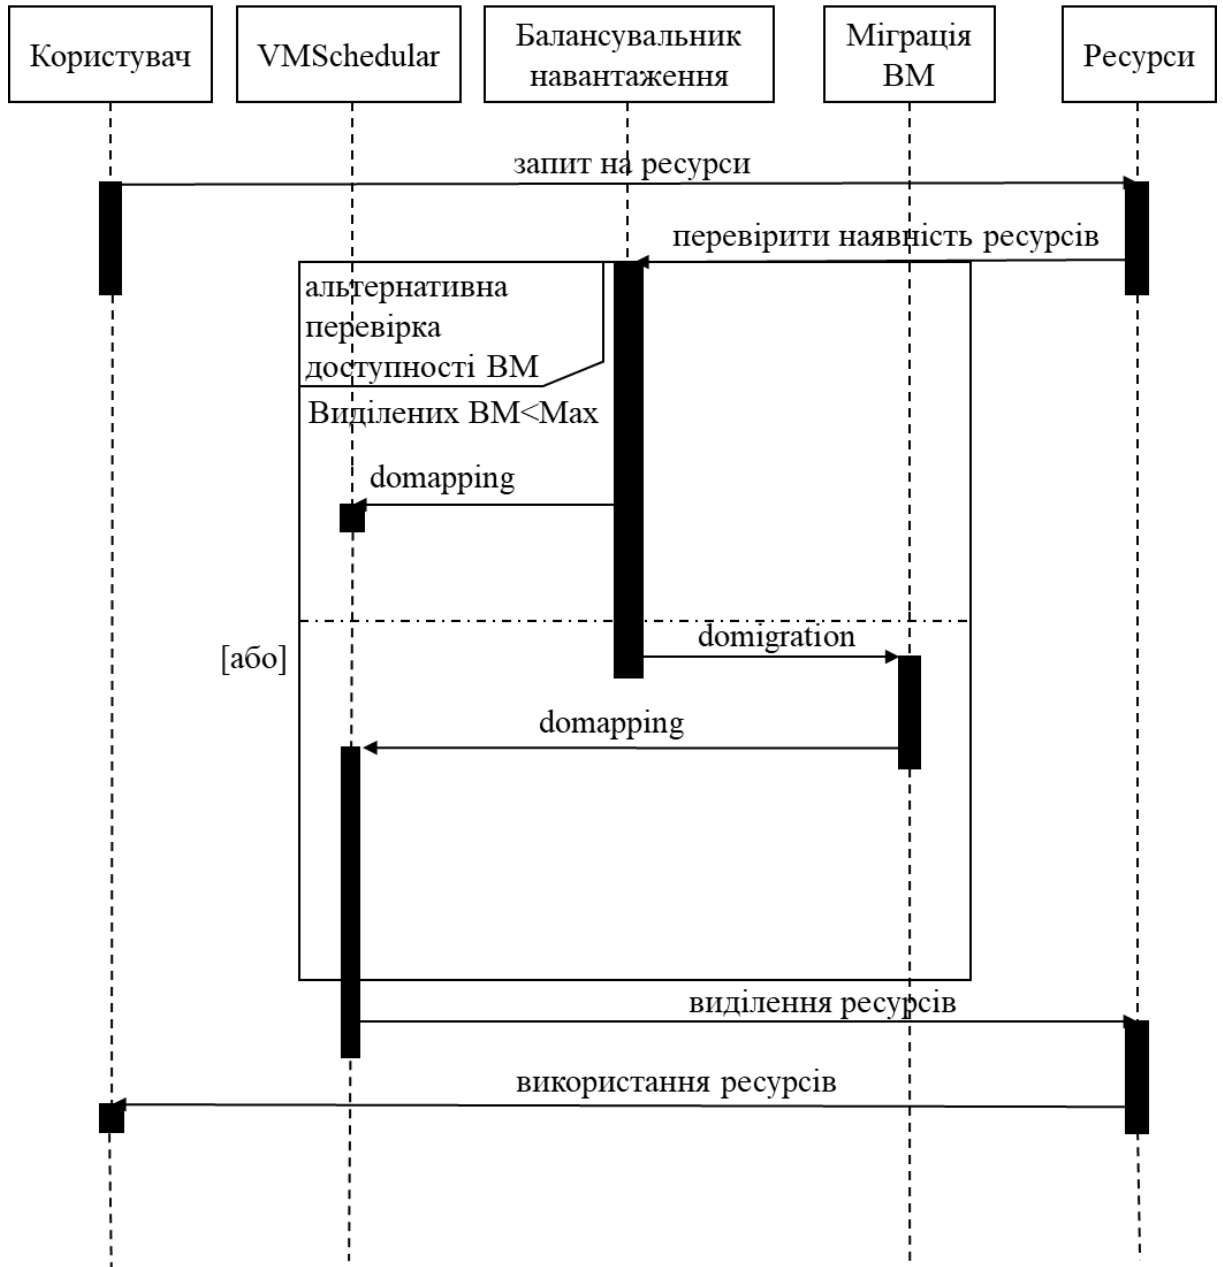 Користувач
VMSchedular
Балансувальник
навантаження
Міграція
ВМ
Ресурси
запит на ресурси
перевірити наявність ресурсів
альтернативна
перевірка
доступності ВМ
Виділених ВМ<Max
domapping
[або]
domigration
domapping
виділення ресурсів
використання ресурсів